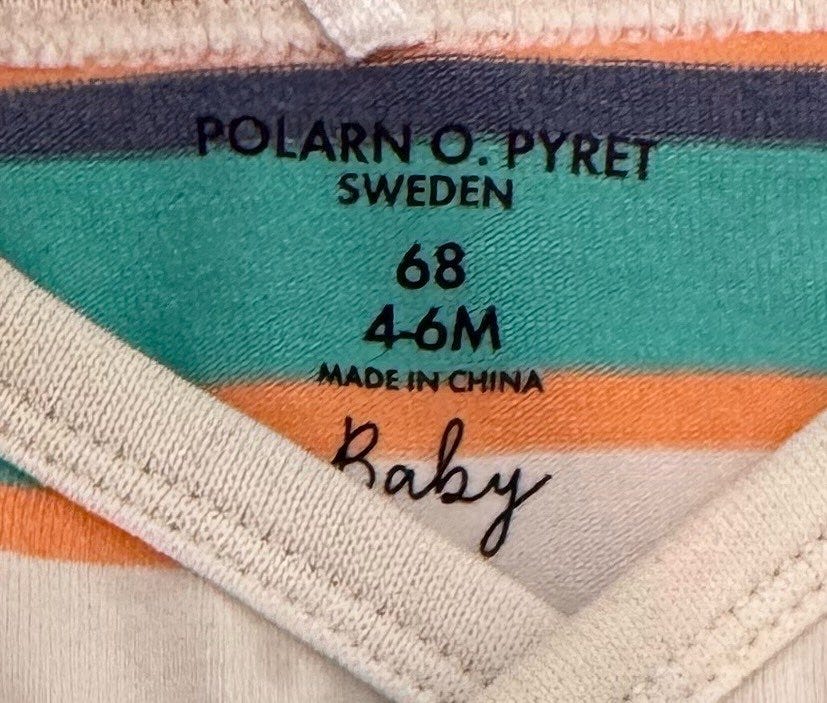 POLARN O. PYRET
SWEDEN
68
4-6M
MADE IN CHINA
Baby